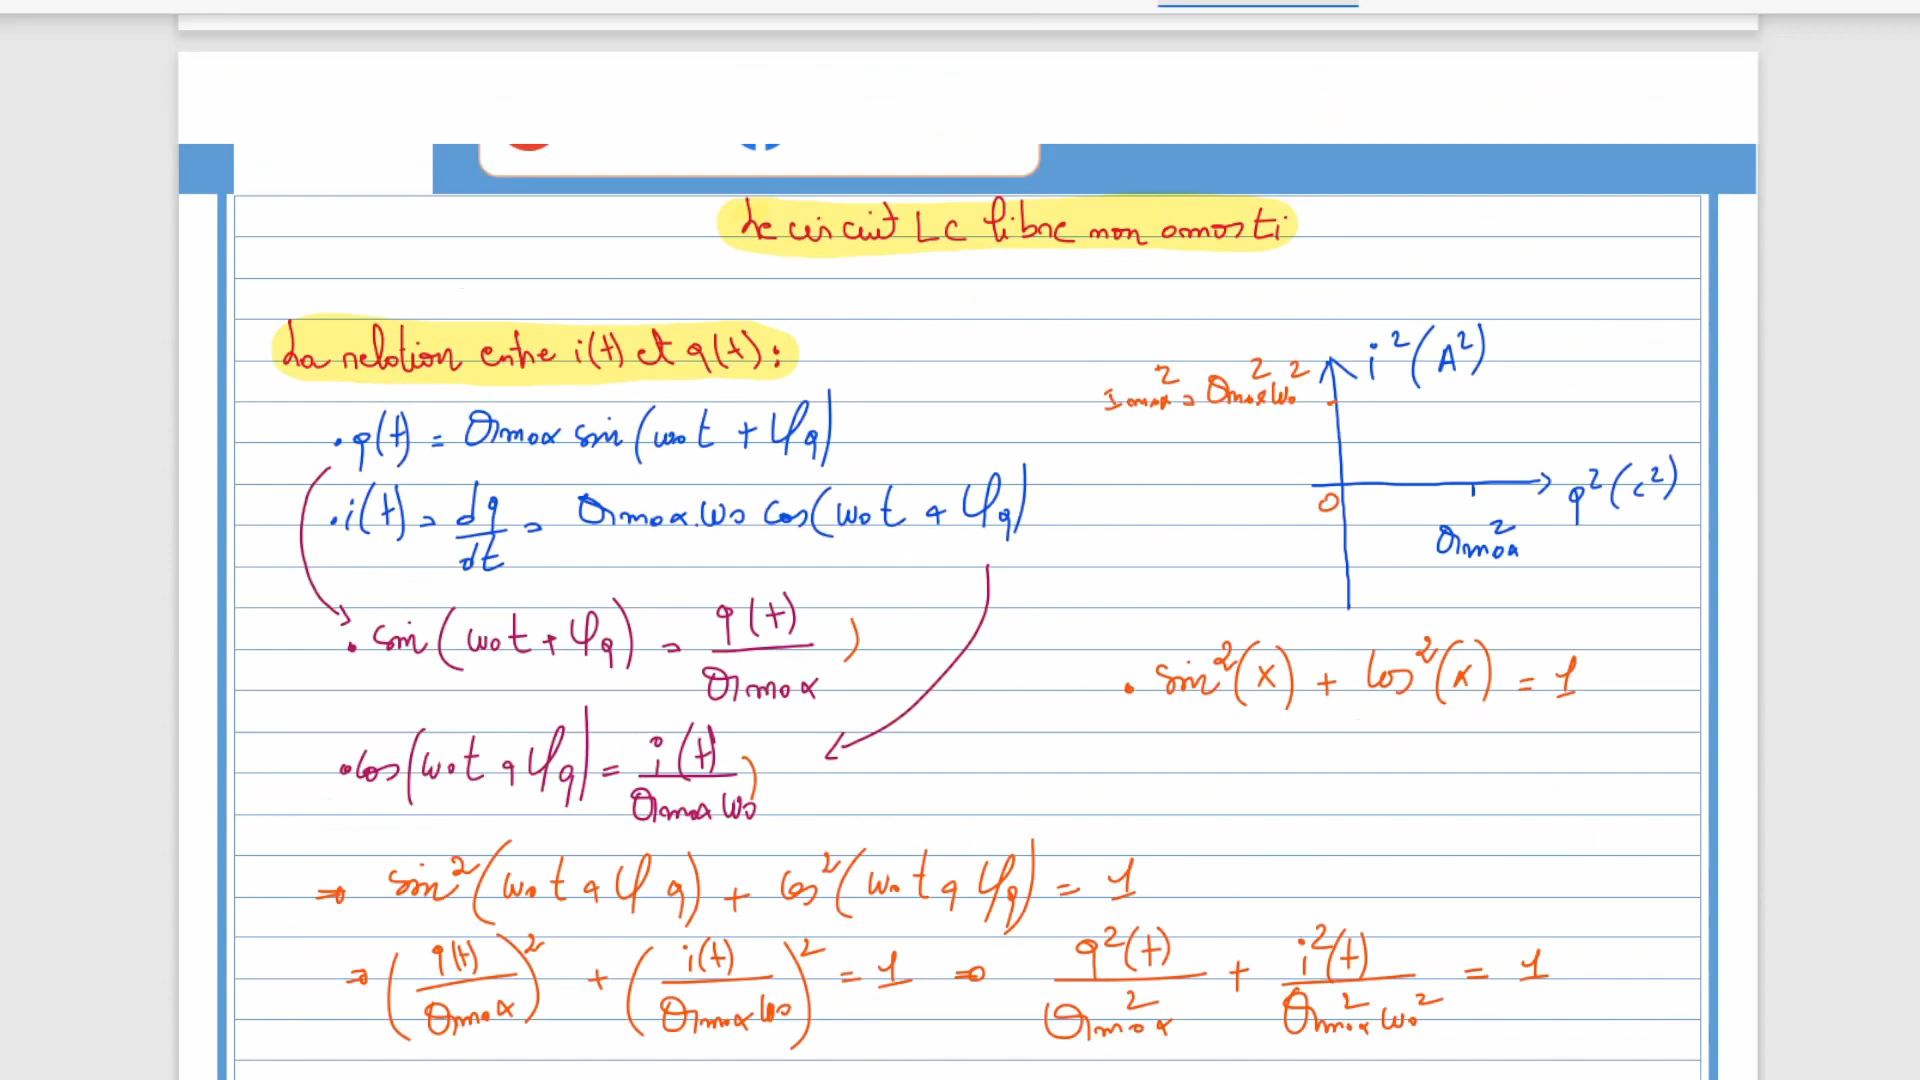 Le circuit LC libre non amorti
La relation entre i(t) et q(t) :
i²(A²)
Imax² = Qmax² ω₀²
• q(t) = Qmax sin(ω₀t + φq)
q²(C²)
0
• i(t) = dq/dt = Qmax.ω₀ cos(ω₀t + φq)
Qmax²
• sin(ω₀t + φq) = q(t)/Qmax
• sin²(x) + cos²(x) = 1
• cos(ω₀t + φq) = i(t)/(Qmax ω₀)
⇒ sin²(ω₀t + φq) + cos²(ω₀t + φq) = 1
⇒ (q(t)/Qmax)² + (i(t)/(Qmax ω₀))² = 1 ⇒ q²(t)/Qmax² + i²(t)/(Qmax² ω₀²) = 1